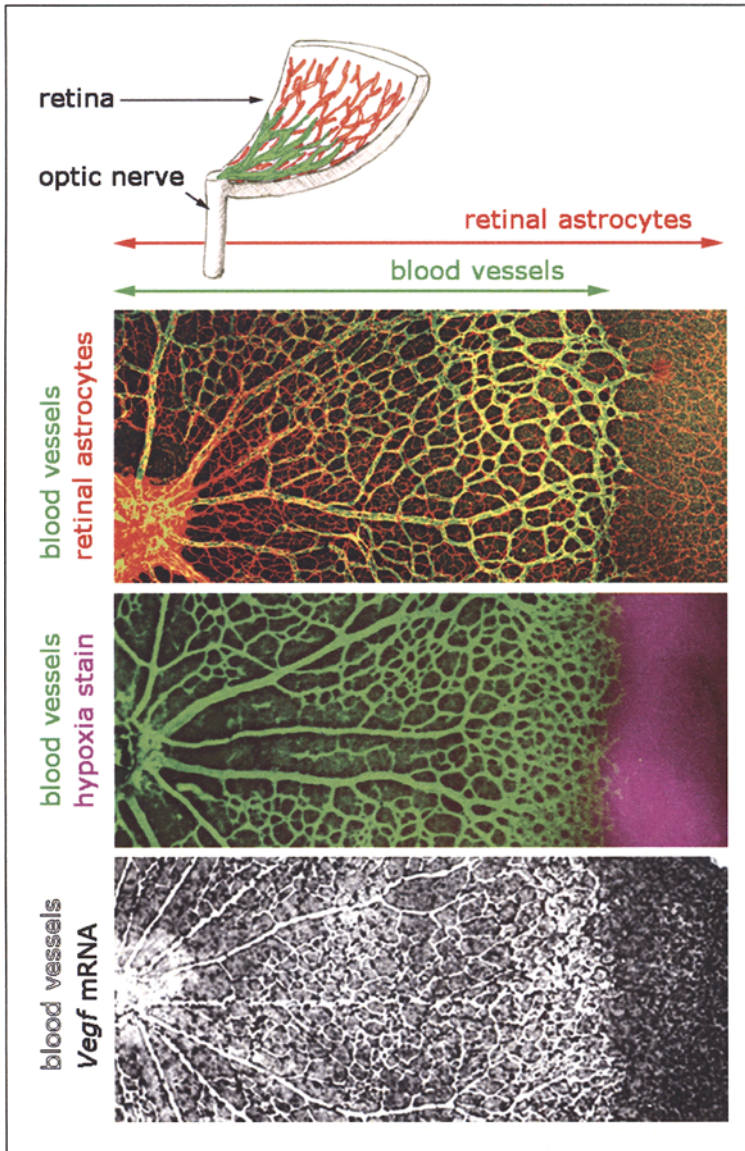 retina
optic nerve
retinal astrocytes
blood vessels
blood vessels
retinal astrocytes
blood vessels
hypoxia stain
blood vessels
Vegf mRNA